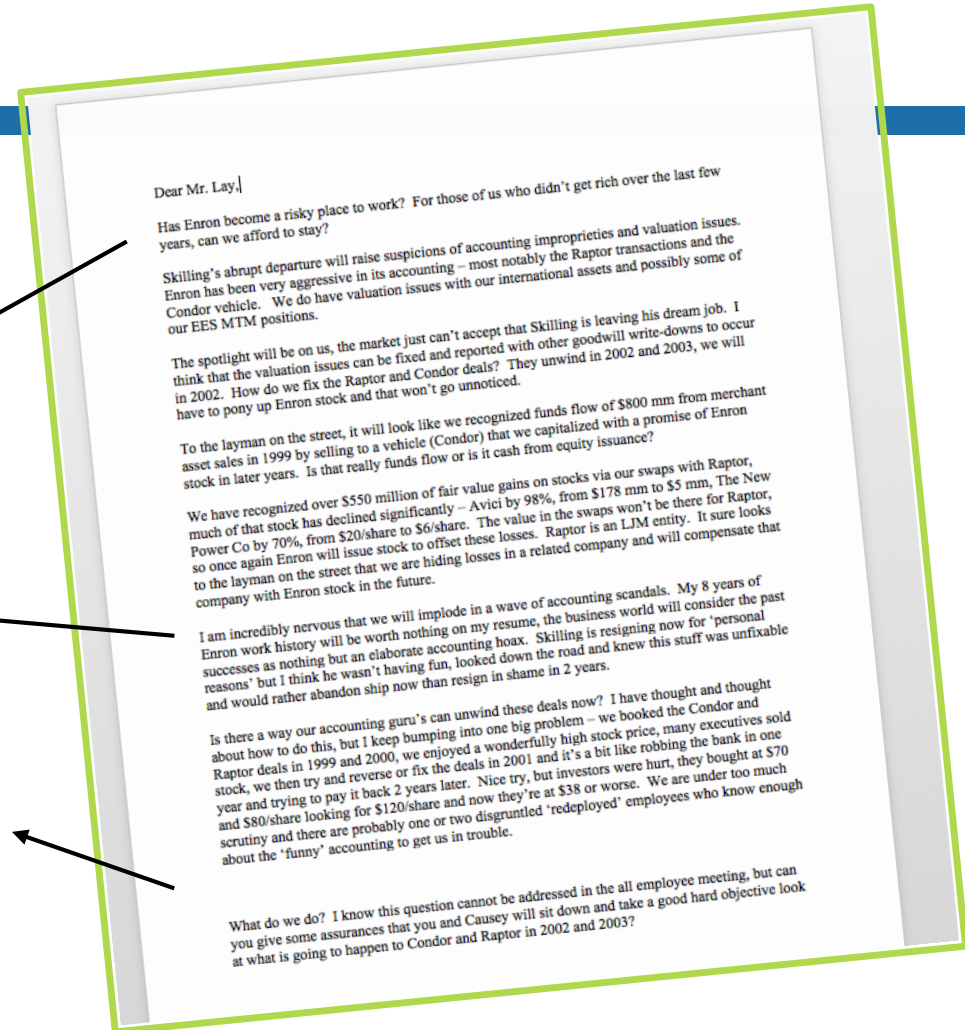 Dear Mr. Lay,
Has Enron become a risky place to work? For those of us who didn't get rich over the last few
years, can we afford to stay?
Skilling's abrupt departure will raise suspicions of accounting improprieties and valuation issues.
Enron has been very aggressive in its accounting – most notably the Raptor transactions and the
Condor vehicle. We do have valuation issues with our international assets and possibly some of
our EES MTM positions.
The spotlight will be on us, the market just can't accept that Skilling is leaving his dream job. I
think that the valuation issues can be fixed and reported with other goodwill write-downs to occur
in 2002. How do we fix the Raptor and Condor deals? They unwind in 2002 and 2003, we will
have to pony up Enron stock and that won't go unnoticed.
To the layman on the street, it will look like we recognized funds flow of $800 mm from merchant
asset sales in 1999 by selling to a vehicle (Condor) that we capitalized with a promise of Enron
stock in later years. Is that really funds flow or is it cash from equity issuance?
We have recognized over $550 million of fair value gains on stocks via our swaps with Raptor,
much of that stock has declined significantly – Avici by 98%, from $178 mm to $5 mm, The New
Power Co by 70%, from $20/share to $6/share. The value in the swaps won't be there for Raptor,
so once again Enron will issue stock to offset these losses. Raptor is an LJM entity. It sure looks
to the layman on the street that we are hiding losses in a related company and will compensate that
company with Enron stock in the future.
I am incredibly nervous that we will implode in a wave of accounting scandals. My 8 years of
Enron work history will be worth nothing on my resume, the business world will consider the past
successes as nothing but an elaborate accounting hoax. Skilling is resigning now for 'personal
reasons' but I think he wasn't having fun, looked down the road and knew this stuff was unfixable
and would rather abandon ship now than resign in shame in 2 years.
Is there a way our accounting guru's can unwind these deals now? I have thought and thought
about how to do this, but I keep bumping into one big problem – we booked the Condor and
Raptor deals in 1999 and 2000, we enjoyed a wonderfully high stock price, many executives sold
stock, we then try and reverse or fix the deals in 2001 and it's a bit like robbing the bank in one
year and trying to pay it back 2 years later. Nice try, but investors were hurt, they bought at $70
and $80/share looking for $120/share and now they're at $38 or worse. We are under too much
scrutiny and there are probably one or two disgruntled 'redeployed' employees who know enough
about the 'funny' accounting to get us in trouble.
What do we do? I know this question cannot be addressed in the all employee meeting, but can
you give some assurances that you and Causey will sit down and take a good hard objective look
at what is going to happen to Condor and Raptor in 2002 and 2003?